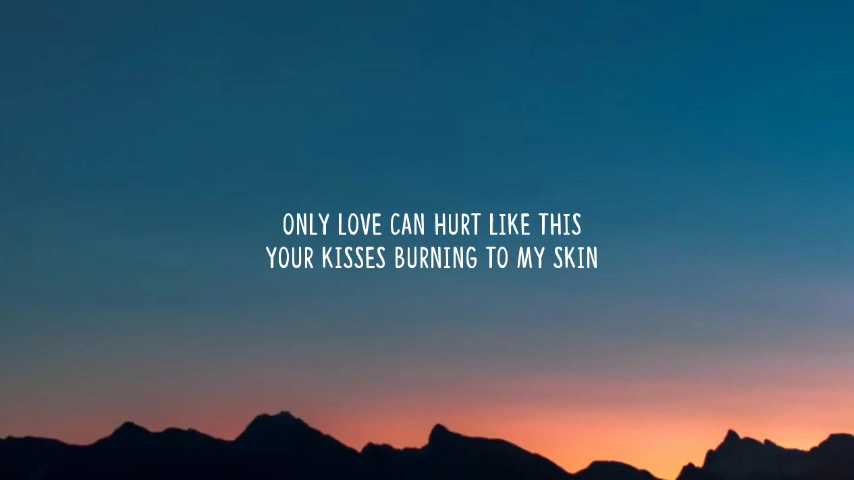 ONLY LOVE CAN HURT LIKE THIS
YOUR KISSES BURNING TO MY SKIN